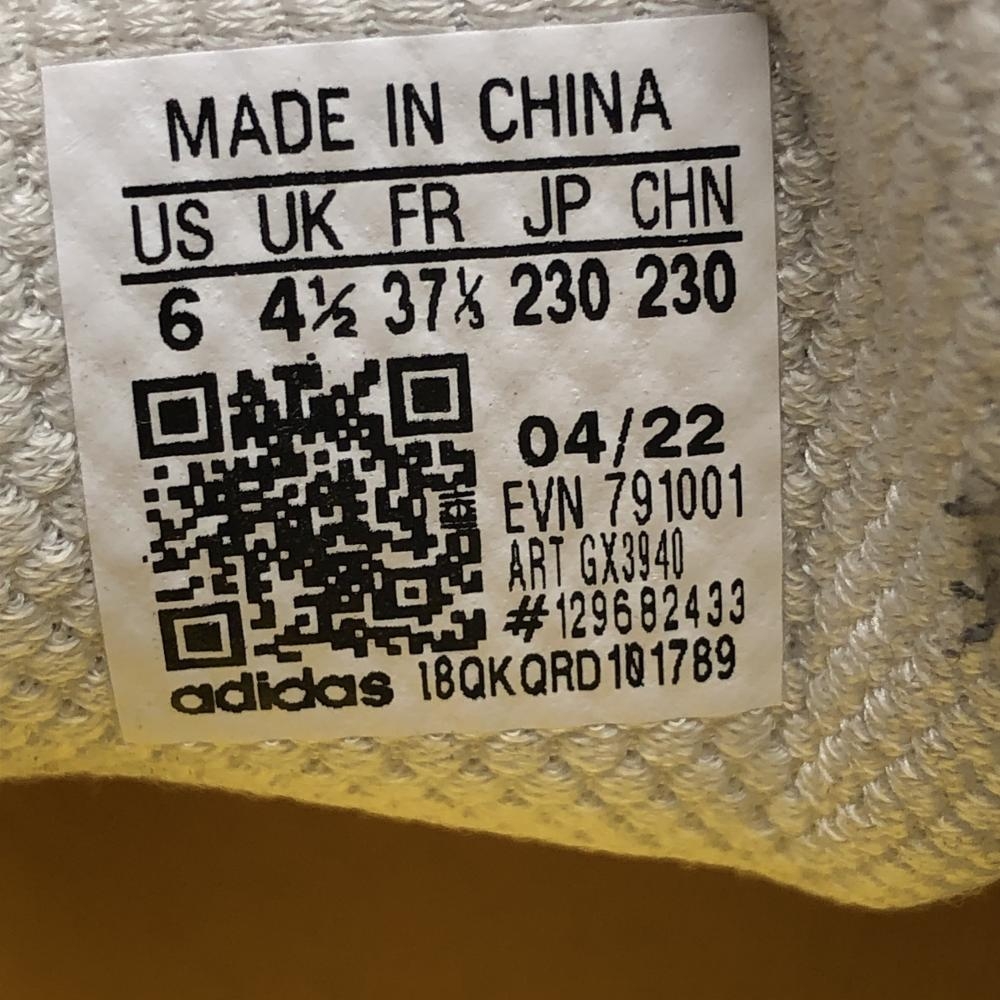 MADE IN CHINA
US UK FR JP CHN
6 4½ 37⅓ 230 230
04/22
EVN 791001
ART GX3940
#129682433
adidas 18QKQRD101789